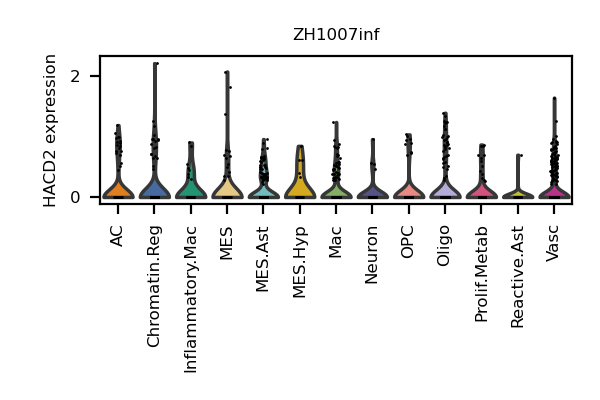 ZH1007inf
HACD2 expression
2
0
AC
Chromatin.Reg
Inflammatory.Mac
MES
MES.Ast
MES.Hyp
Mac
Neuron
OPC
Oligo
Prolif.Metab
Reactive.Ast
Vasc